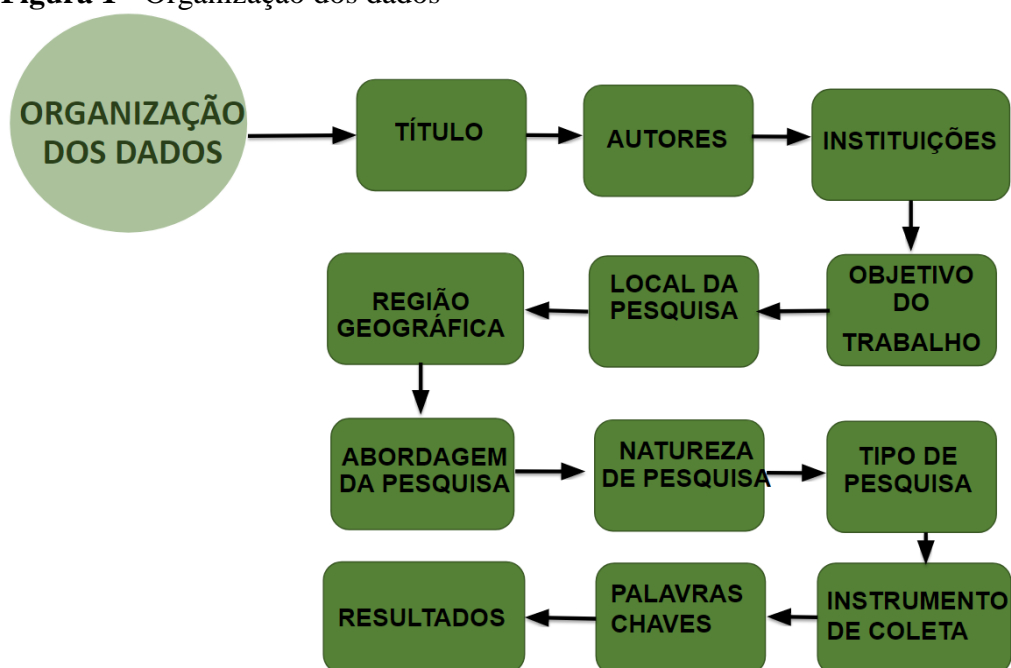 Figura 1 - Organização dos dados
ORGANIZAÇÃO
DOS DADOS
TÍTULO
AUTORES
INSTITUIÇÕES
OBJETIVO
DO
TRABALHO
LOCAL DA
PESQUISA
REGIÃO
GEOGRÁFICA
ABORDAGEM
DA PESQUISA
NATUREZA
DE PESQUISA
TIPO DE
PESQUISA
INSTRUMENTO
DE COLETA
PALAVRAS
CHAVES
RESULTADOS